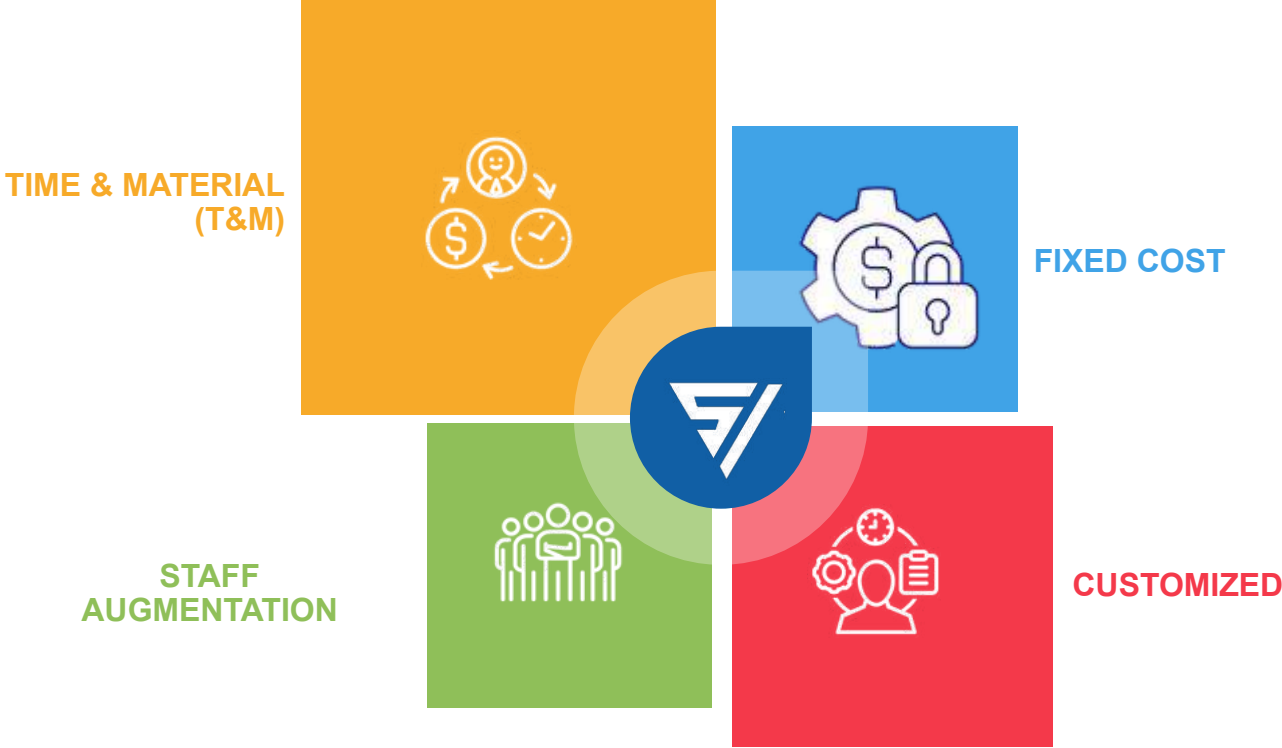 TIME & MATERIAL
(T&M)
FIXED COST
STAFF
AUGMENTATION
CUSTOMIZED